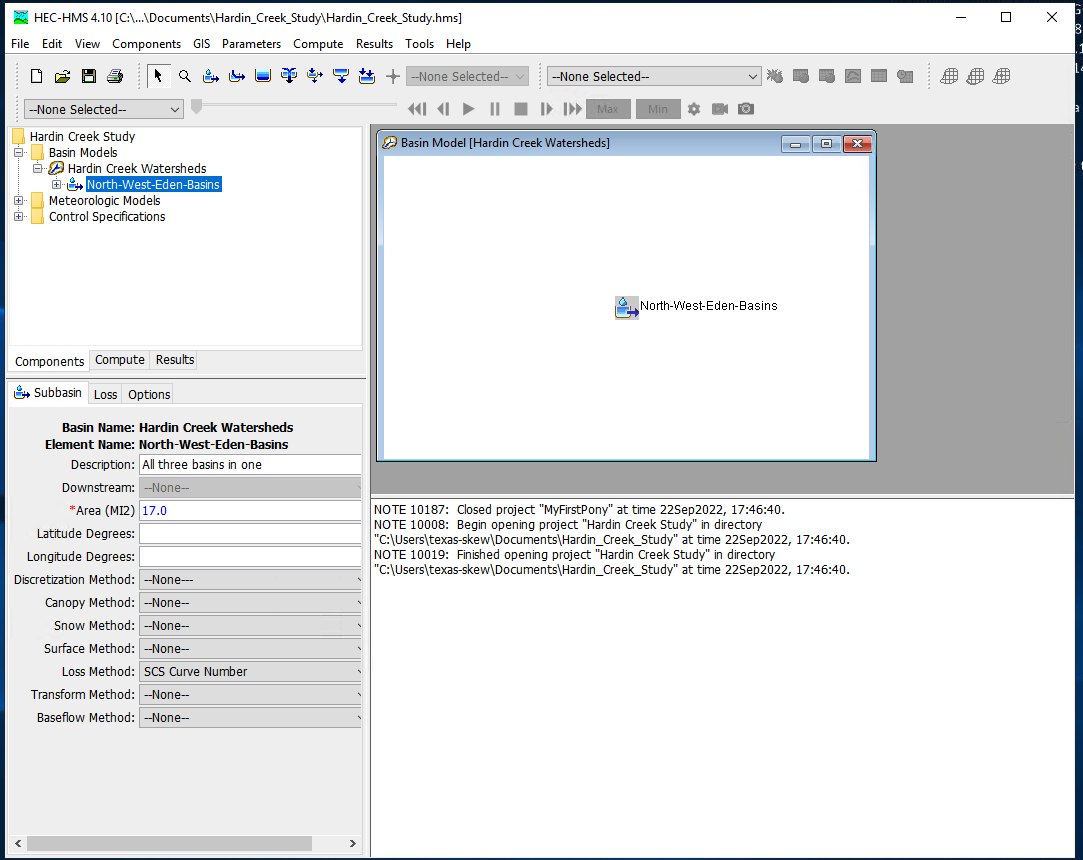 HEC-HMS 4.10 [C:\...\Documents\Hardin_Creek_Study\Hardin_Creek_Study.hms]
File Edit View Components GIS Parameters Compute Results Tools Help
--None Selected-- --None Selected--
--None Selected-- Max Min
Hardin Creek Study
Basin Models
Hardin Creek Watersheds
North-West-Eden-Basins
Meteorologic Models
Control Specifications
Components Compute Results
Basin Model [Hardin Creek Watersheds]
North-West-Eden-Basins
Subbasin Loss Options
Basin Name: Hardin Creek Watersheds
Element Name: North-West-Eden-Basins
Description: All three basins in one
Downstream: --None--
*Area (MI2) 17.0
Latitude Degrees:
Longitude Degrees:
Discretization Method: --None---
Canopy Method: --None--
Snow Method: --None--
Surface Method: --None--
Loss Method: SCS Curve Number
Transform Method: --None--
Baseflow Method: --None--
NOTE 10187: Closed project "MyFirstPony" at time 22Sep2022, 17:46:40.
NOTE 10008: Begin opening project "Hardin Creek Study" in directory
"C:\Users\texas-skew\Documents\Hardin_Creek_Study" at time 22Sep2022, 17:46:40.
NOTE 10019: Finished opening project "Hardin Creek Study" in directory
"C:\Users\texas-skew\Documents\Hardin_Creek_Study" at time 22Sep2022, 17:46:40.